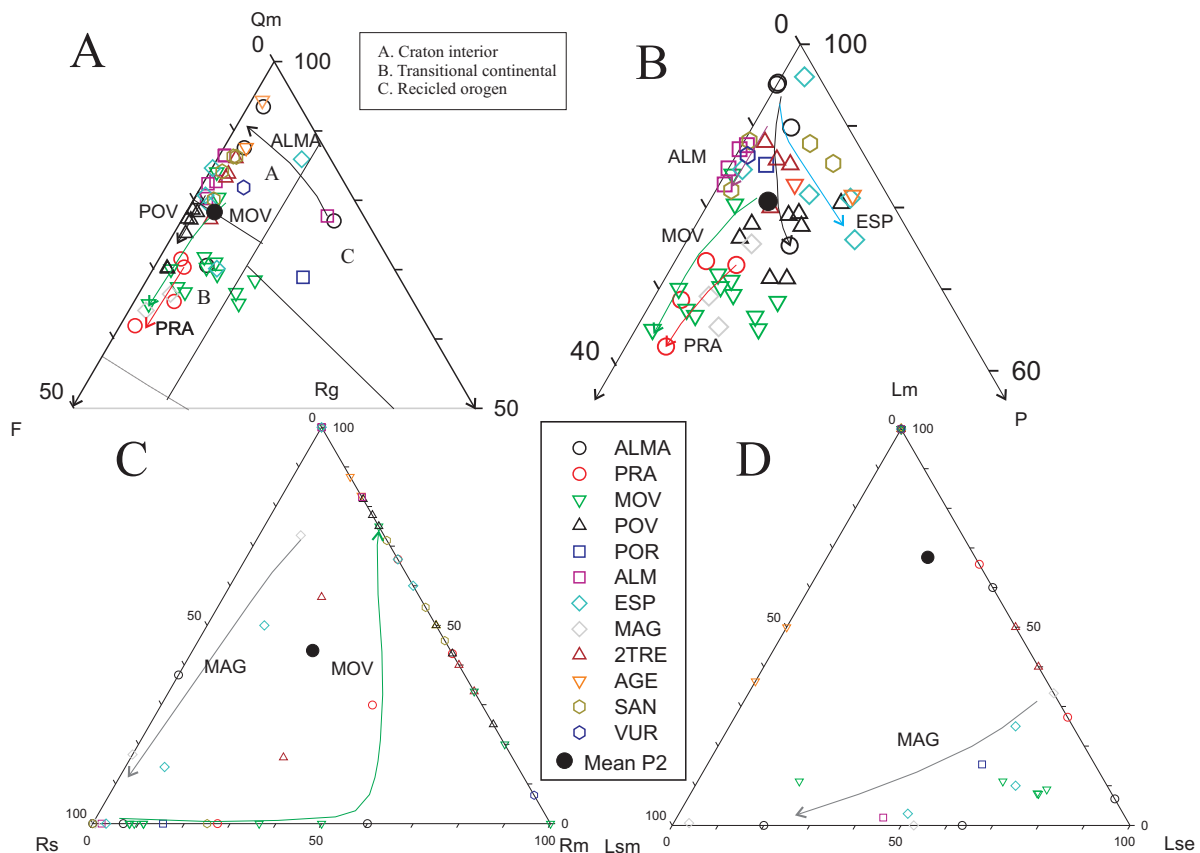 A
Qm
0
100
A. Craton interior
B. Transitional continental
C. Recicled orogen
ALMA
A
POV
MOV
C
B
PRA
50
50
F
B
0
100
ALM
ESP
MOV
PRA
40
60
P
C
Rg
0
100
50
50
MAG
MOV
100
0
0
50
100
Rs
Rm
ALMA
PRA
MOV
POV
POR
ALM
ESP
MAG
2TRE
AGE
SAN
VUR
Mean P2
D
Lm
0
100
50
50
MAG
100
0
0
50
100
Lsm
Lse